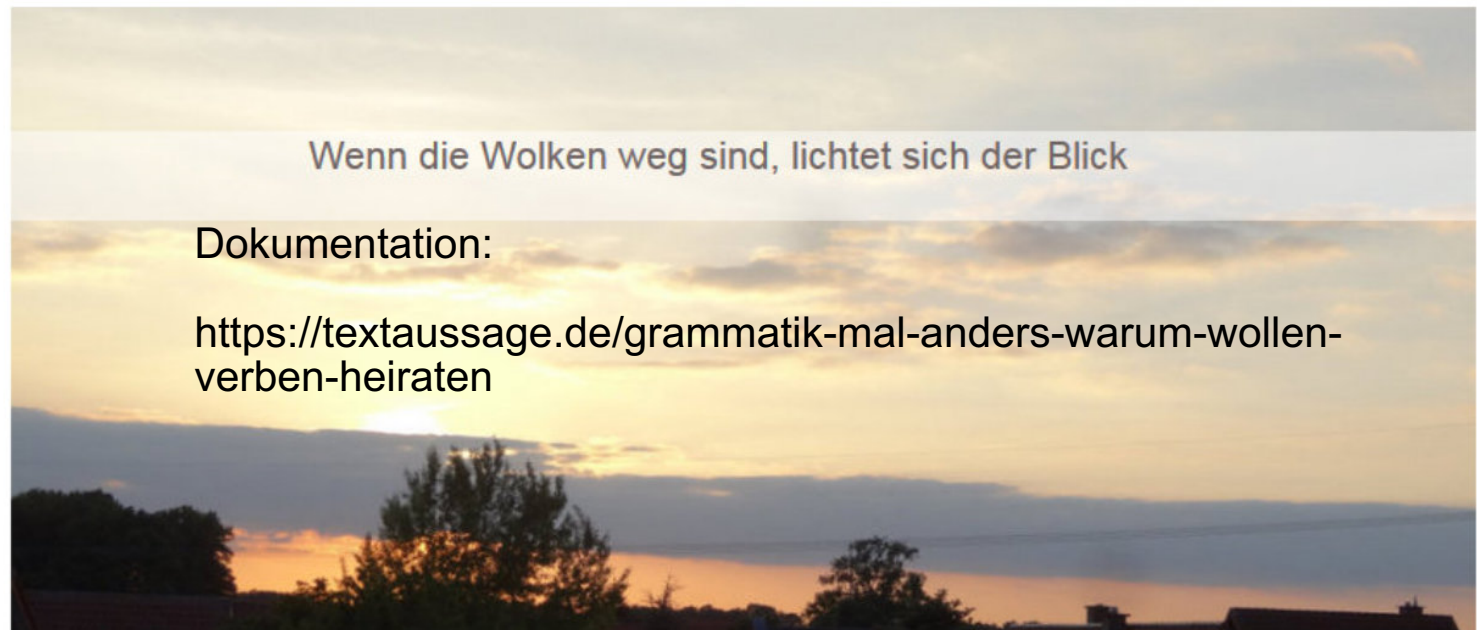 Wenn die Wolken weg sind, lichtet sich der Blick
Dokumentation:
https://textaussage.de/grammatik-mal-anders-warum-wollen-
verben-heiraten